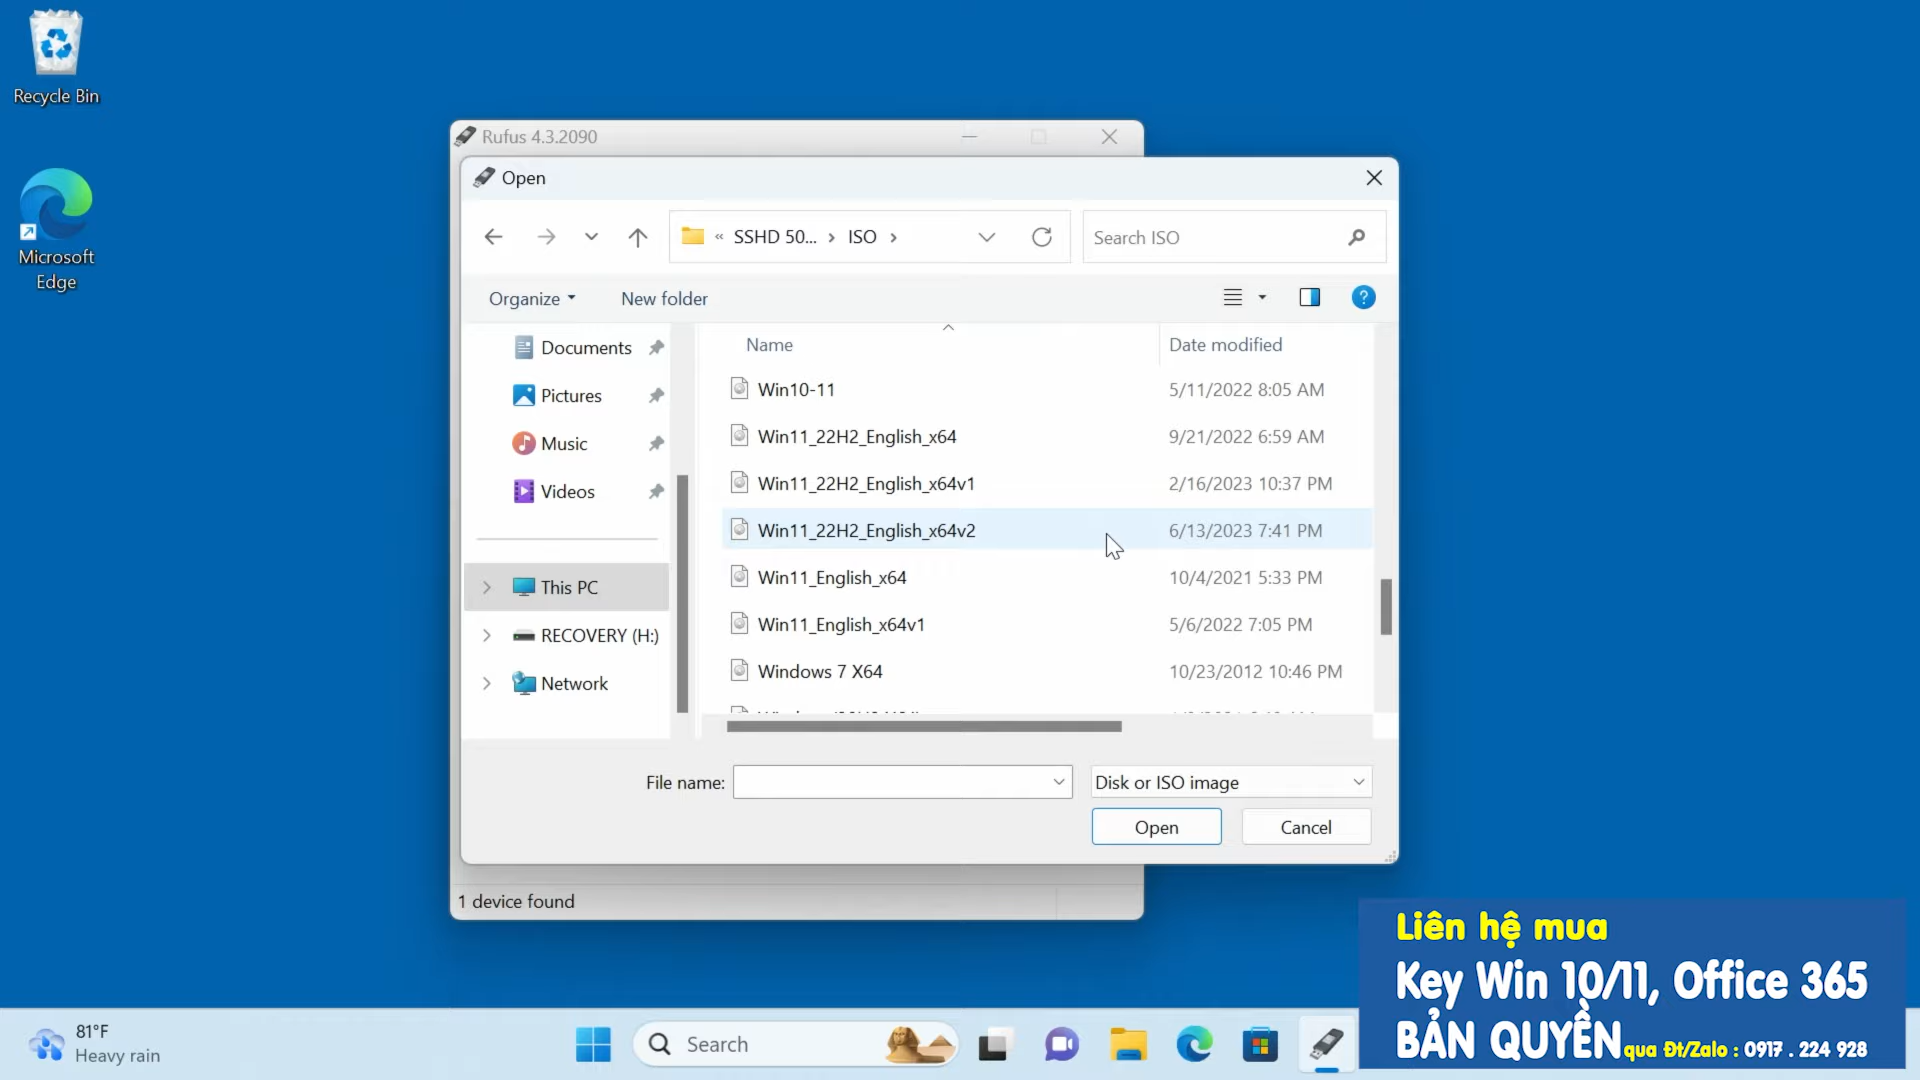 Recycle Bin
Microsoft
Edge
Rufus 4.3.2090
Open
« SSHD 50... › ISO ›
Search ISO
Organize
New folder
?
Documents
Pictures
Music
Videos
This PC
RECOVERY (H:)
Network
Name
Date modified
Win10-11
5/11/2022 8:05 AM
Win11_22H2_English_x64
9/21/2022 6:59 AM
Win11_22H2_English_x64v1
2/16/2023 10:37 PM
Win11_22H2_English_x64v2
6/13/2023 7:41 PM
Win11_English_x64
10/4/2021 5:33 PM
Win11_English_x64v1
5/6/2022 7:05 PM
Windows 7 X64
10/23/2012 10:46 PM
File name:
Disk or ISO image
Open
Cancel
1 device found
Liên hệ mua
Key Win 10/11, Office 365
BẢN QUYỀN qua Đt/Zalo : 0917 . 224 928
81°F
Heavy rain
Search